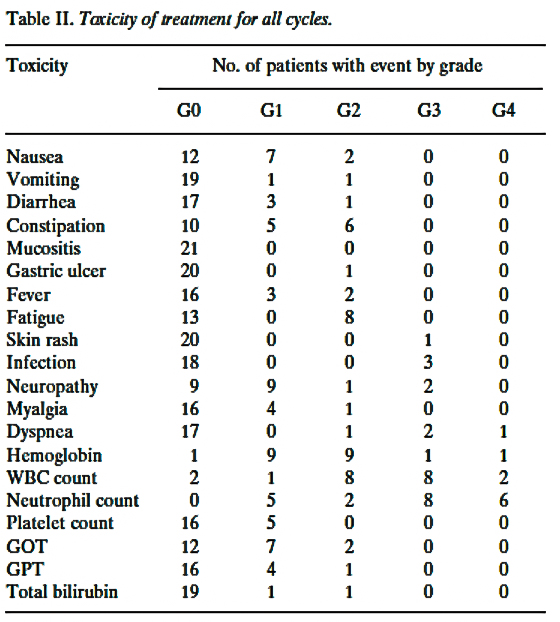 Table II. Toxicity of treatment for all cycles.
Toxicity No. of patients with event by grade
G0 G1 G2 G3 G4
Nausea 12 7 2 0 0
Vomiting 19 1 1 0 0
Diarrhea 17 3 1 0 0
Constipation 10 5 6 0 0
Mucositis 21 0 0 0 0
Gastric ulcer 20 0 1 0 0
Fever 16 3 2 0 0
Fatigue 13 0 8 0 0
Skin rash 20 0 0 1 0
Infection 18 0 0 3 0
Neuropathy 9 9 1 2 0
Myalgia 16 4 1 0 0
Dyspnea 17 0 1 2 1
Hemoglobin 1 9 9 1 1
WBC count 2 1 8 8 2
Neutrophil count 0 5 2 8 6
Platelet count 16 5 0 0 0
GOT 12 7 2 0 0
GPT 16 4 1 0 0
Total bilirubin 19 1 1 0 0